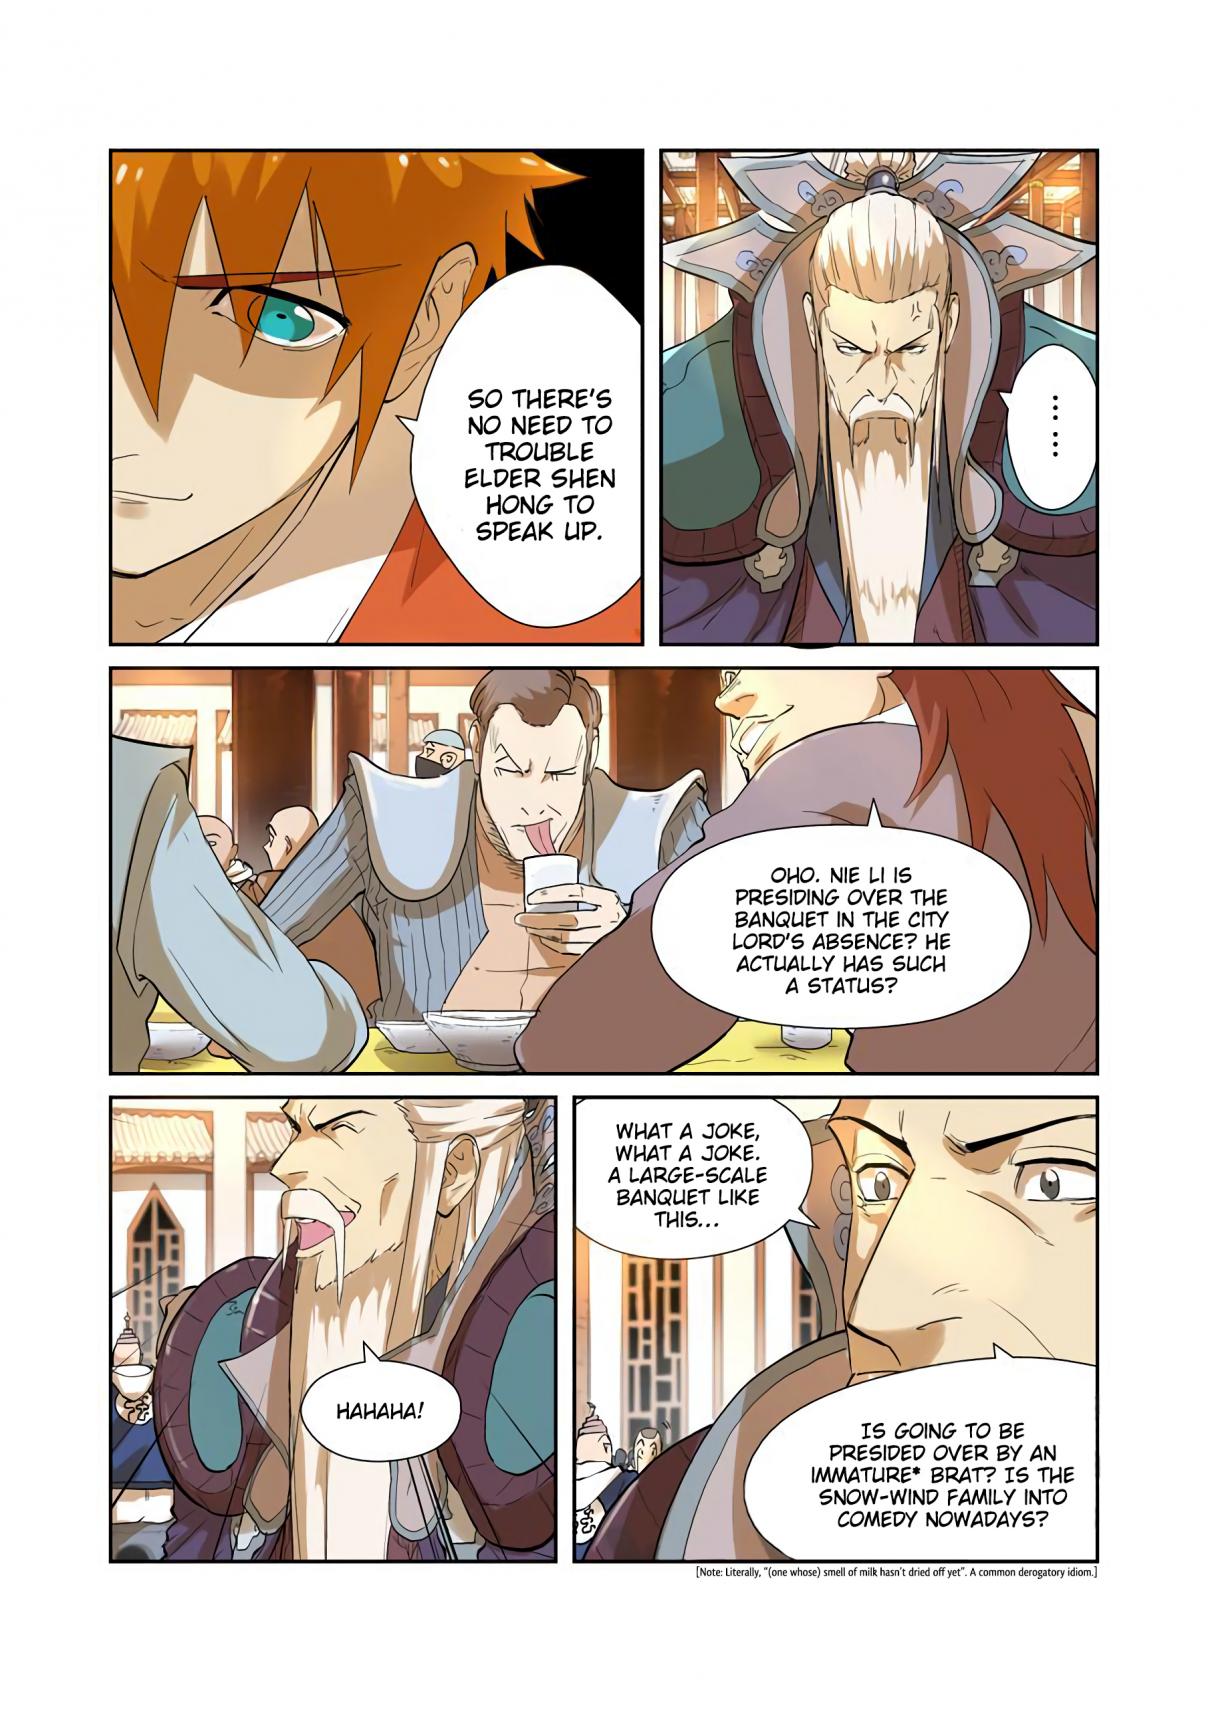 SO THERE'S
NO NEED TO
TROUBLE
ELDER SHEN
HONG TO
SPEAK UP.
......
OHO. NIE LI IS
PRESIDING OVER THE
BANQUET IN THE CITY
LORD'S ABSENCE? HE
ACTUALLY HAS SUCH
A STATUS?
HAHAHA!
WHAT A JOKE,
WHAT A JOKE.
A LARGE-SCALE
BANQUET LIKE
THIS...
IS GOING TO BE
PRESIDED OVER BY AN
IMMATURE* BRAT? IS THE
SNOW-WIND FAMILY INTO
COMEDY NOWADAYS?
[Note: Literally, "(one whose) smell of milk hasn't dried off yet". A common derogatory idiom.]